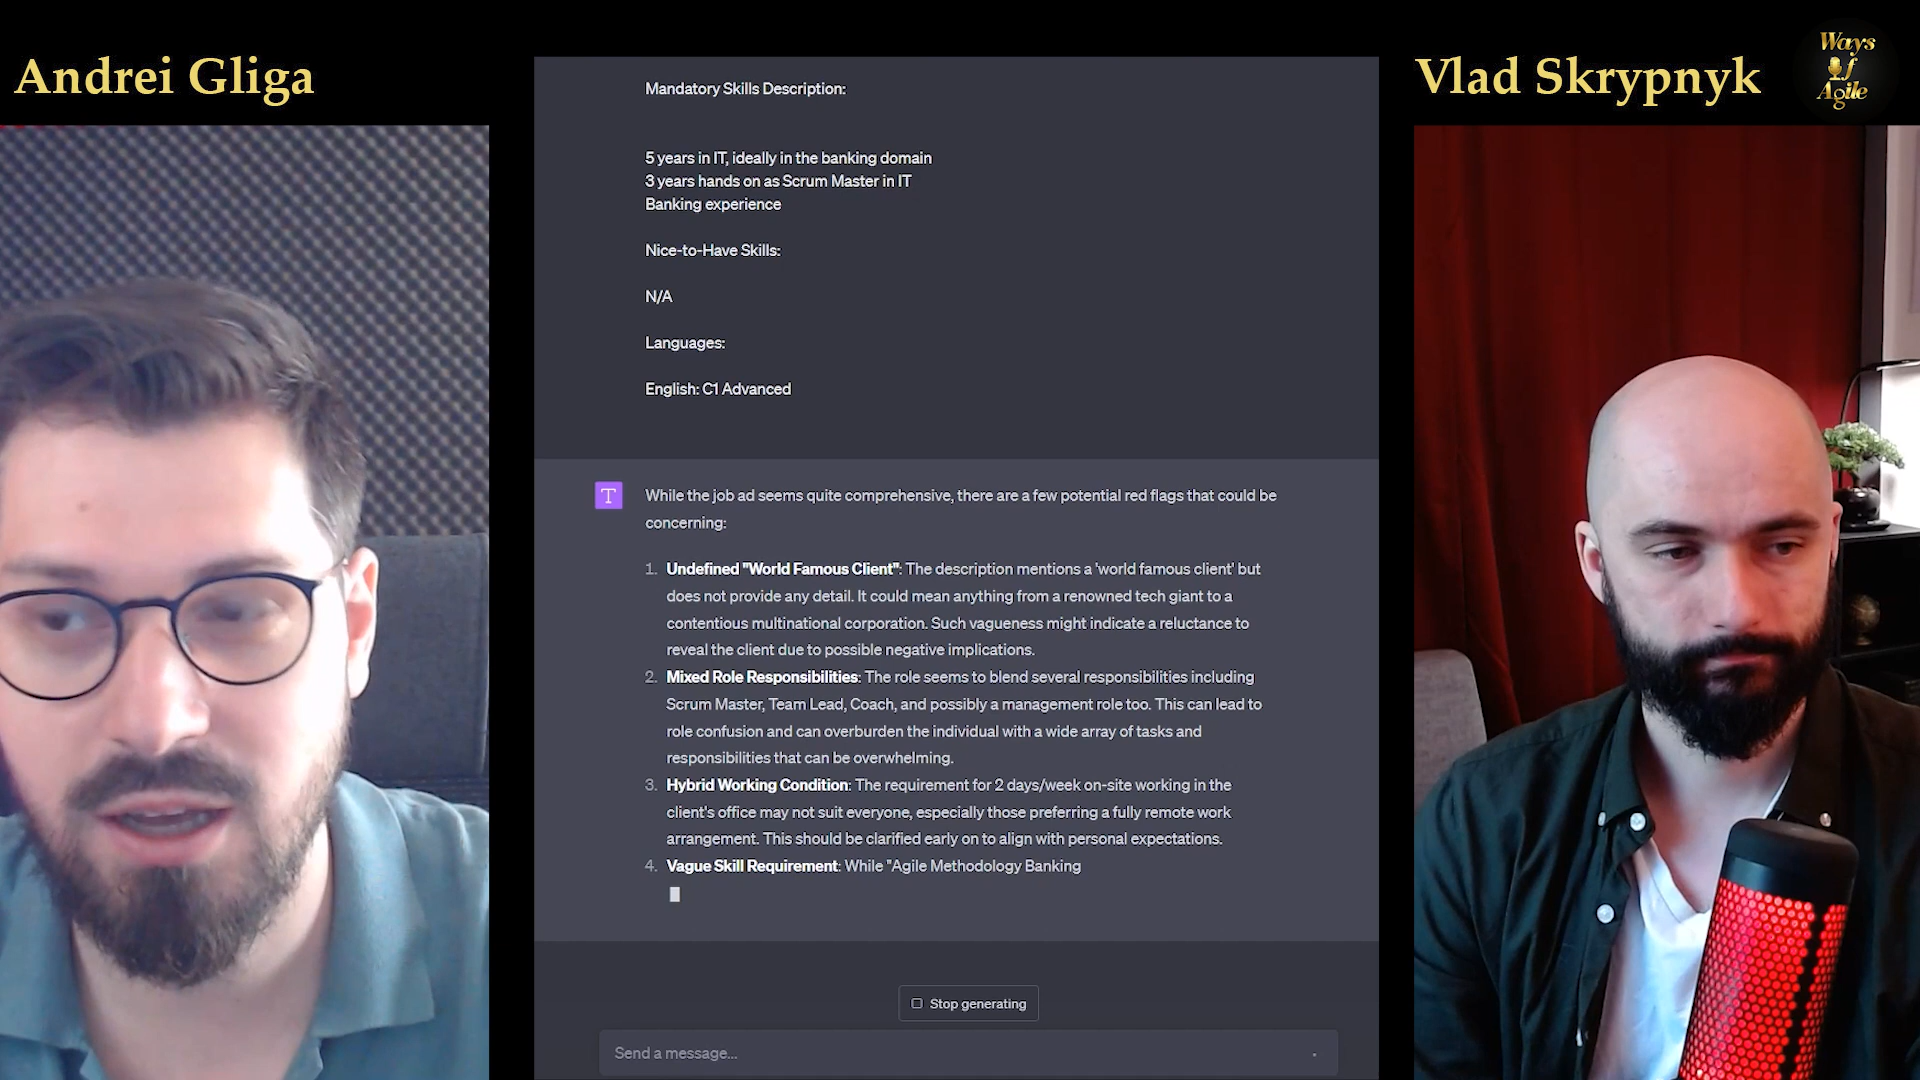 Andrei Gliga
Vlad Skrypnyk
Ways
Of
Agile
Mandatory Skills Description:
5 years in IT, ideally in the banking domain
3 years hands on as Scrum Master in IT
Banking experience
Nice-to-Have Skills:
N/A
Languages:
English: C1 Advanced
T
While the job ad seems quite comprehensive, there are a few potential red flags that could be
concerning:
1. Undefined "World Famous Client": The description mentions a 'world famous client' but
does not provide any detail. It could mean anything from a renowned tech giant to a
contentious multinational corporation. Such vagueness might indicate a reluctance to
reveal the client due to possible negative implications.
2. Mixed Role Responsibilities: The role seems to blend several responsibilities including
Scrum Master, Team Lead, Coach, and possibly a management role too. This can lead to
role confusion and can overburden the individual with a wide array of tasks and
responsibilities that can be overwhelming.
3. Hybrid Working Condition: The requirement for 2 days/week on-site working in the
client's office may not suit everyone, especially those preferring a fully remote work
arrangement. This should be clarified early on to align with personal expectations.
4. Vague Skill Requirement: While "Agile Methodology Banking
Stop generating
Send a message...